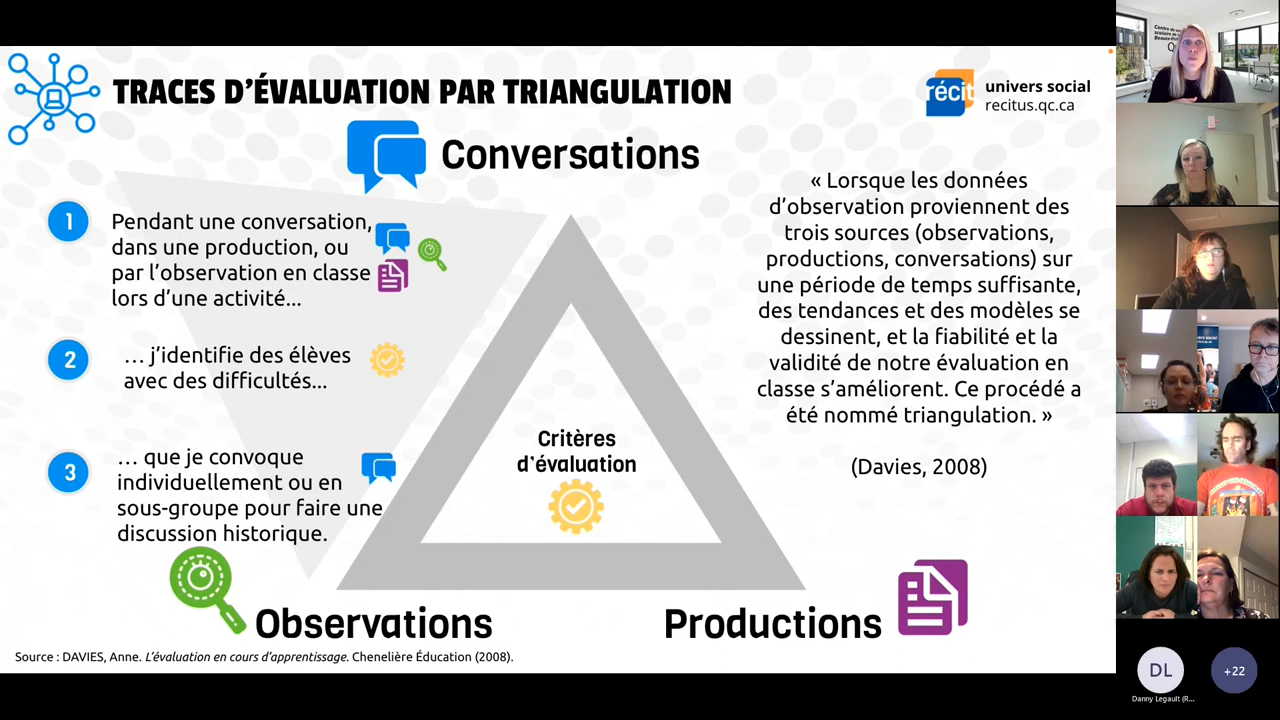 TRACES D'ÉVALUATION PAR TRIANGULATION
récit
univers social
recitus.qc.ca
Conversations
1
Pendant une conversation,
dans une production, ou
par l'observation en classe
lors d'une activité...
2
… j'identifie des élèves
avec des difficultés...
3
… que je convoque
individuellement ou en
sous-groupe pour faire une
discussion historique.
Critères
d'évaluation
« Lorsque les données
d'observation proviennent des
trois sources (observations,
productions, conversations) sur
une période de temps suffisante,
des tendances et des modèles se
dessinent, et la fiabilité et la
validité de notre évaluation en
classe s'améliorent. Ce procédé a
été nommé triangulation. »
(Davies, 2008)
Observations
Productions
Source : DAVIES, Anne. L'évaluation en cours d'apprentissage. Chenelière Éducation (2008).
DL
+22
Danny Legault (R...